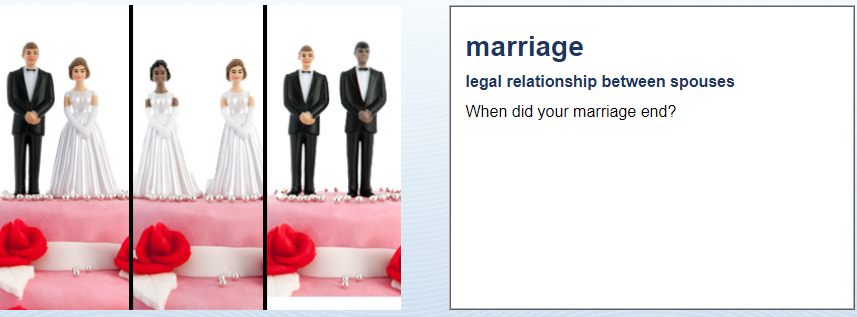 marriage
legal relationship between spouses
When did your marriage end?